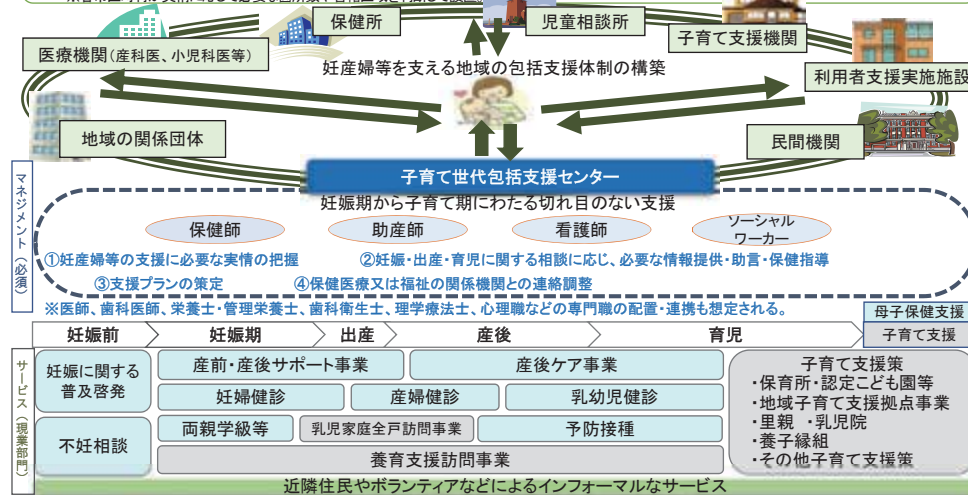 保健所
児童相談所
子育て支援機関
医療機関(産科医、小児科医等)
妊産婦等を支える地域の包括支援体制の構築
利用者支援実施施設
地域の関係団体
民間機関
子育て世代包括支援センター
妊娠期から子育て期にわたる切れ目のない支援
マネジメント(必須)
保健師
助産師
看護師
ソーシャル
ワーカー
①妊産婦等の支援に必要な実情の把握
②妊娠・出産・育児に関する相談に応じ、必要な情報提供・助言・保健指導
③支援プランの策定
④保健医療又は福祉の関係機関との連絡調整
※医師、歯科医師、栄養士・管理栄養士、歯科衛生士、理学療法士、心理職などの専門職の配置・連携も想定される。
母子保健支援
子育て支援
妊娠前
妊娠期
出産
産後
育児
サービス(現業部門)
妊娠に関する
普及啓発
不妊相談
産前・産後サポート事業
産後ケア事業
妊婦健診
産婦健診
乳幼児健診
両親学級等
乳児家庭全戸訪問事業
予防接種
養育支援訪問事業
子育て支援策
・保育所・認定こども園等
・地域子育て支援拠点事業
・里親 ・乳児院
・養子縁組
・その他子育て支援策
近隣住民やボランティアなどによるインフォーマルなサービス